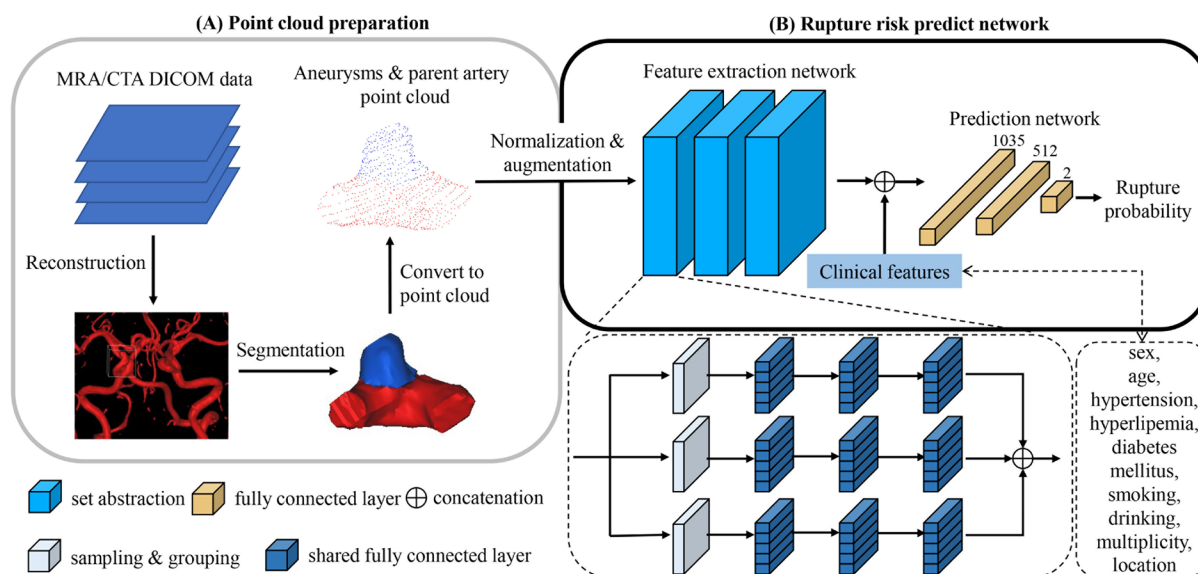 (A) Point cloud preparation
MRA/CTA DICOM data
Aneurysms & parent artery
point cloud
Reconstruction
Convert to
point cloud
Segmentation
Normalization &
augmentation
(B) Rupture risk predict network
Feature extraction network
Prediction network
1035
512
2
Rupture
probability
Clinical features
sex,
age,
hypertension,
hyperlipemia,
diabetes
mellitus,
smoking,
drinking,
multiplicity,
location
set abstraction
fully connected layer
concatenation
sampling & grouping
shared fully connected layer